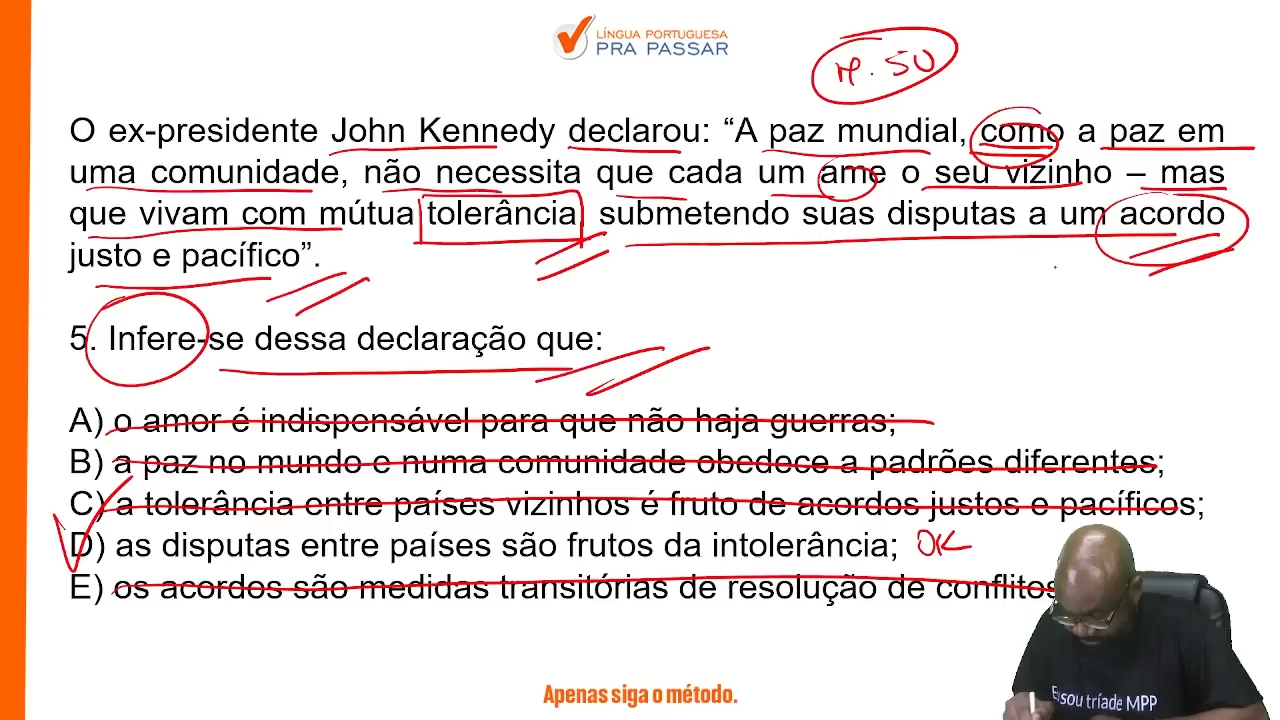 LÍNGUA PORTUGUESA
PRA PASSAR
p. 50
O ex-presidente John Kennedy declarou: “A paz mundial, como a paz em
uma comunidade, não necessita que cada um ame o seu vizinho – mas
que vivam com mútua tolerância, submetendo suas disputas a um acordo
justo e pacífico”.
5. Infere-se dessa declaração que:
A) o amor é indispensável para que não haja guerras;
B) a paz no mundo e numa comunidade obedece a padrões diferentes;
C) a tolerância entre países vizinhos é fruto de acordos justos e pacíficos;
D) as disputas entre países são frutos da intolerância; OK
E) os acordos são medidas transitórias de resolução de conflitos
sou tríade MPP
Apenas siga o método.